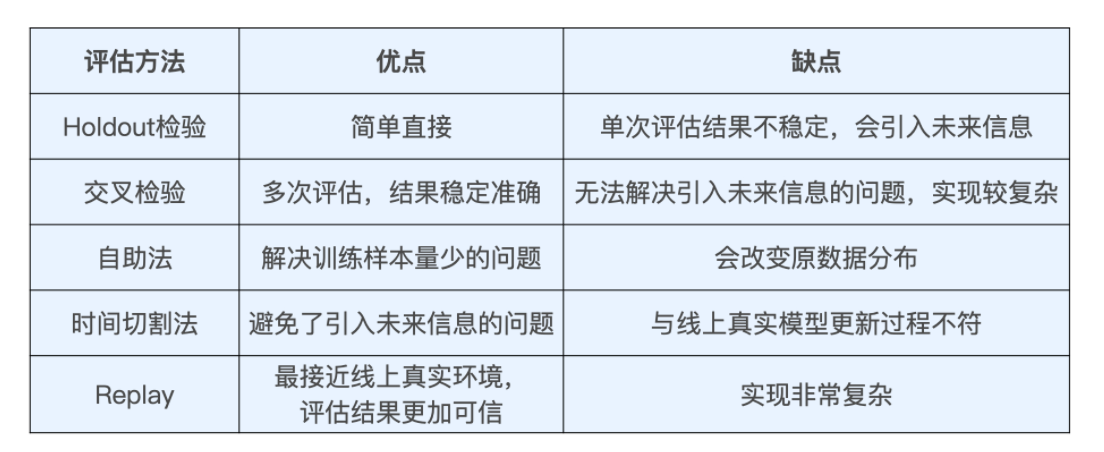 评估方法 优点 缺点
Holdout检验 简单直接 单次评估结果不稳定，会引入未来信息
交叉检验 多次评估，结果稳定准确 无法解决引入未来信息的问题，实现较复杂
自助法 解决训练样本量少的问题 会改变原数据分布
时间切割法 避免了引入未来信息的问题 与线上真实模型更新过程不符
Replay 最接近线上真实环境，
评估结果更加可信 实现非常复杂